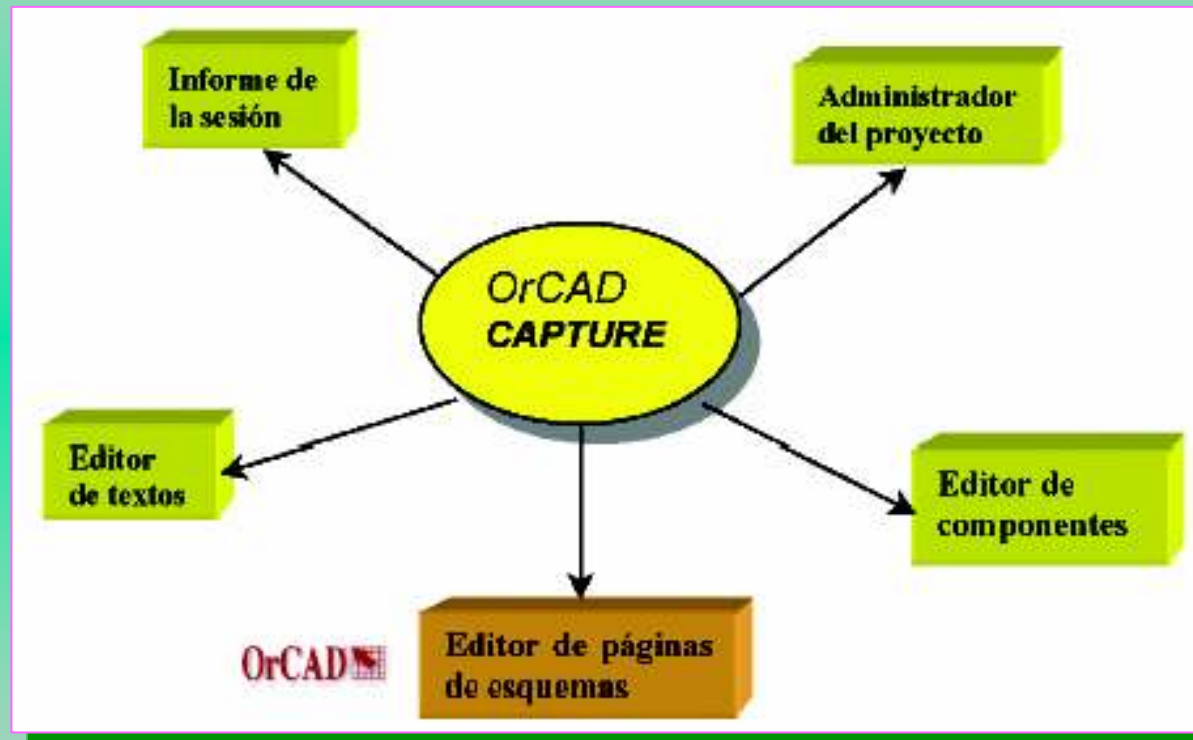 Informe de
la sesión
Administrador
del proyecto
OrCAD
CAPTURE
Editor
de textos
Editor de
componentes
OrCAD
Editor de páginas
de esquemas